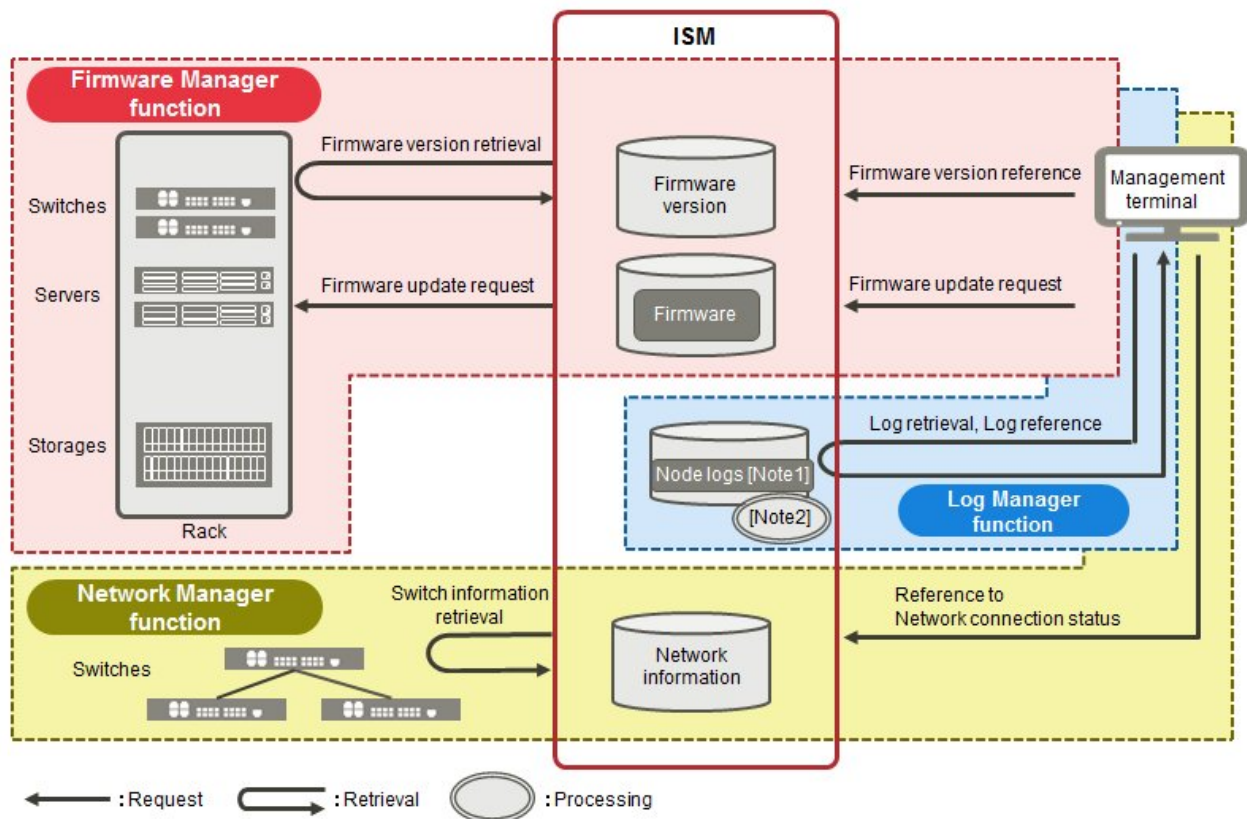 ISM
Firmware Manager
function
Firmware version retrieval
Firmware
version
Firmware version reference
Management
terminal
Switches
Servers
Firmware update request
Firmware
Firmware update request
Storages
Rack
Node logs [Note1]
[Note2]
Log retrieval, Log reference
Log Manager
function
Network Manager
function
Switch information
retrieval
Switches
Network
information
Reference to
Network connection status
: Request
: Retrieval
: Processing